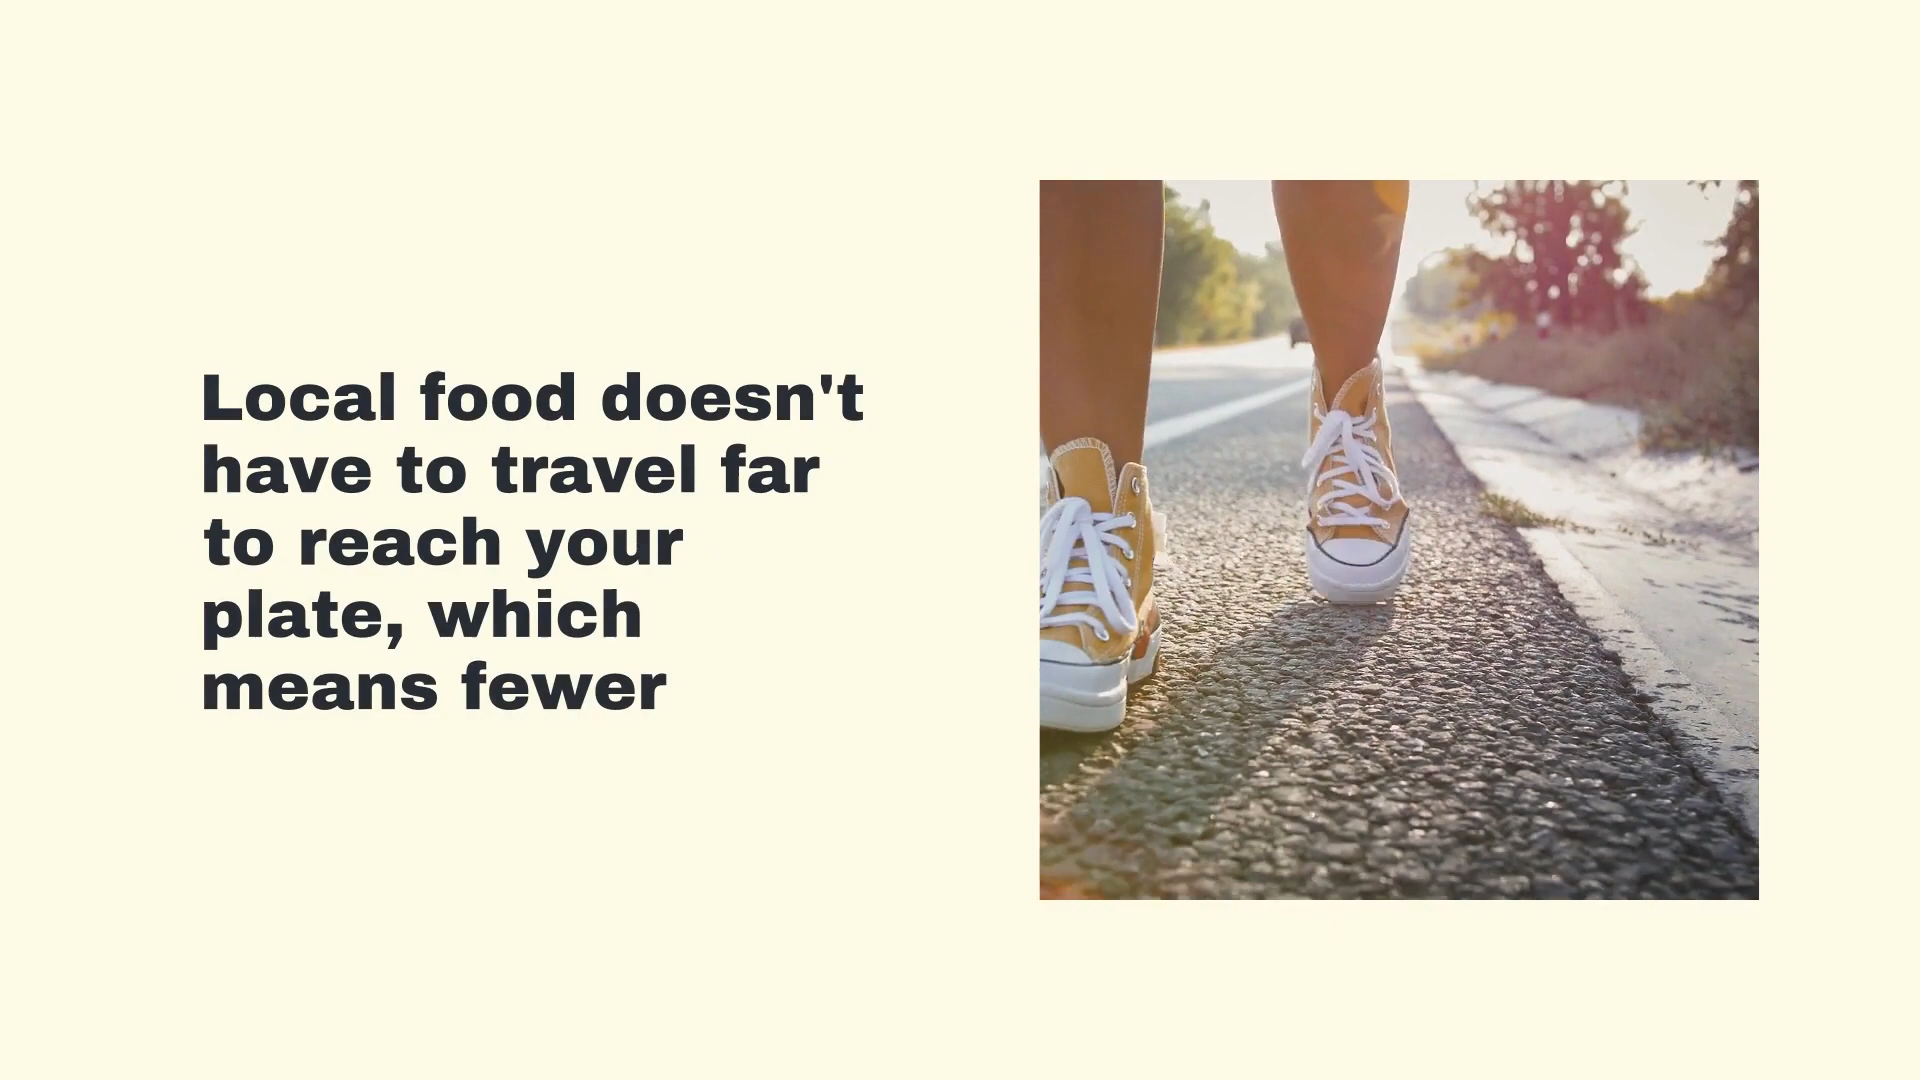 Local food doesn't
have to travel far
to reach your
plate, which
means fewer